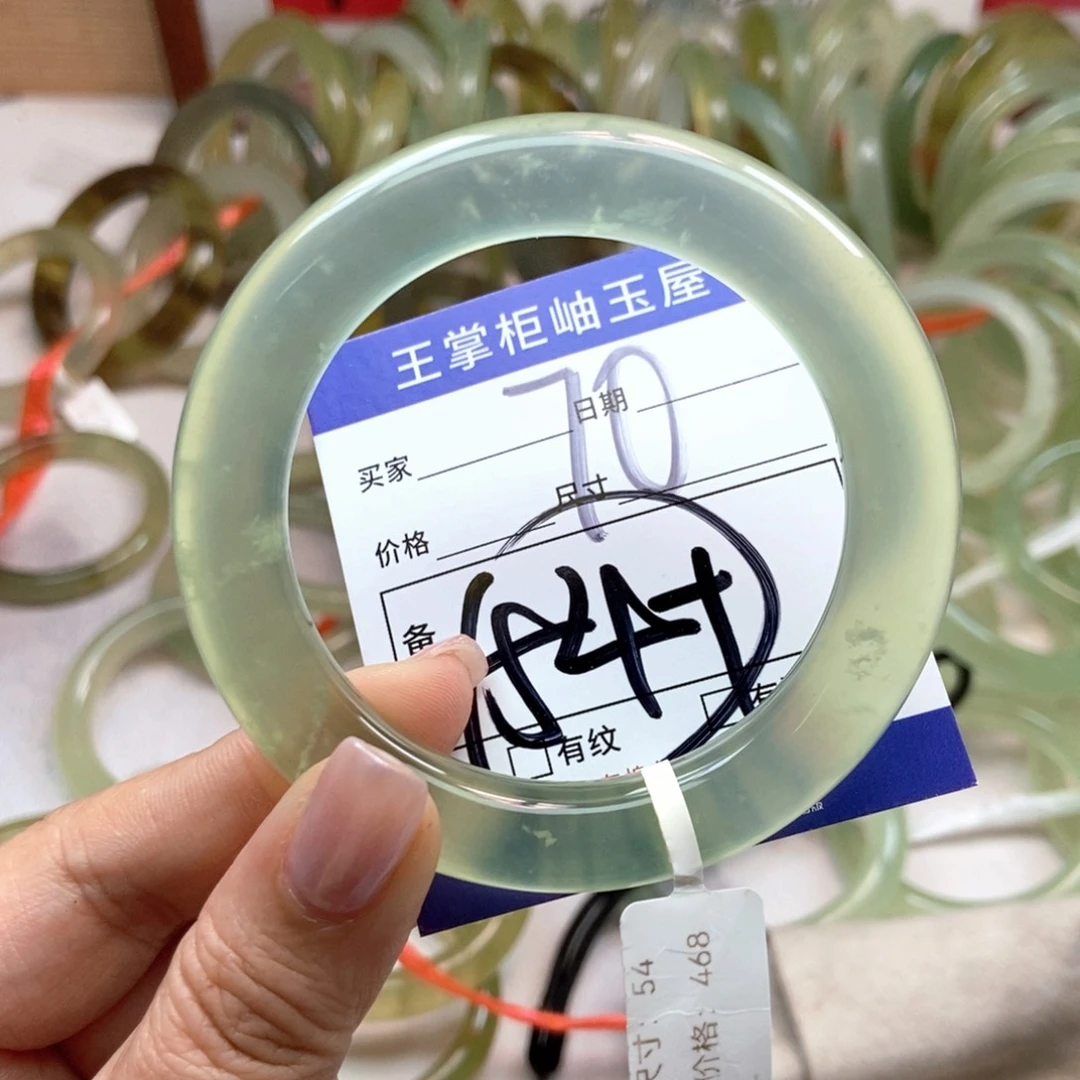 王掌柜岫玉屋
70
买家 日期
价格 尺寸
备
有纹
有
尺寸: 54
价格: 468